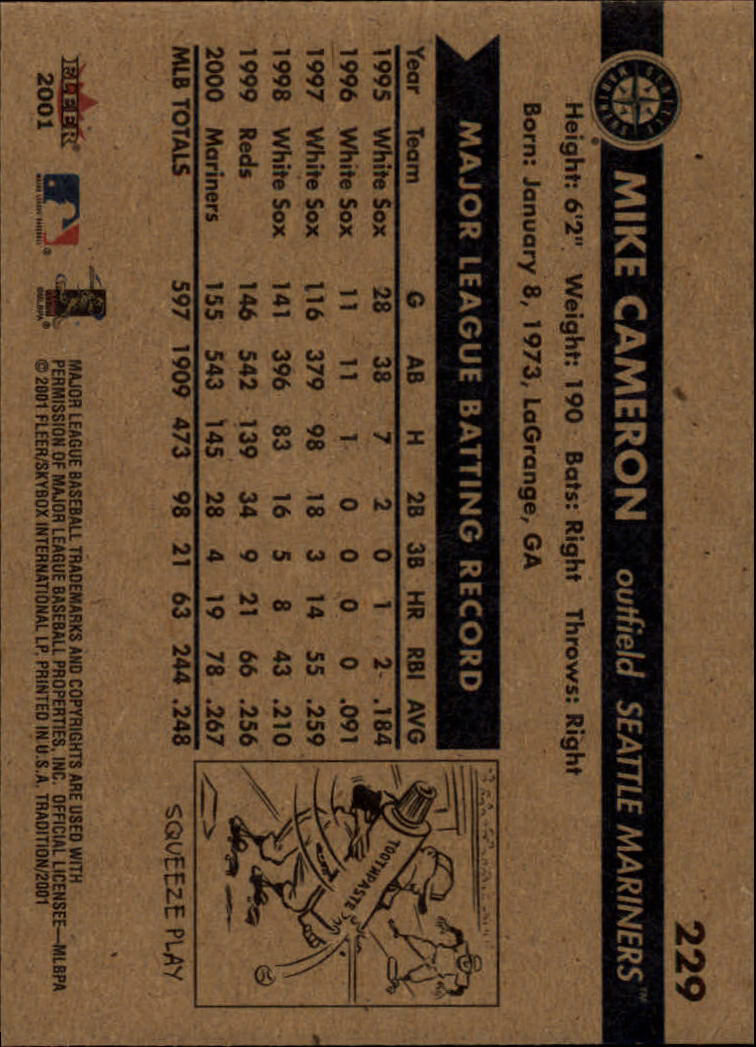 229
MIKE CAMERON outfield SEATTLE MARINERS™
Height: 6'2" Weight: 190 Bats: Right Throws: Right
Born: January 8, 1973, LaGrange, GA
MAJOR LEAGUE BATTING RECORD
Year Team G AB H 2B 3B HR RBI AVG
1995 White Sox 28 38 7 2 0 1 2 .184
1996 White Sox 11 11 1 0 0 0 0 .091
1997 White Sox 116 379 98 18 3 14 55 .259
1998 White Sox 141 396 83 16 5 8 43 .210
1999 Reds 146 542 139 34 9 21 66 .256
2000 Mariners 155 543 145 28 4 19 78 .267
MLB TOTALS 597 1909 473 98 21 63 244 .248
TOOTHPASTE
SQUEEZE PLAY
FLEER
2001
MAJOR LEAGUE BASEBALL TRADEMARKS AND COPYRIGHTS ARE USED WITH
PERMISSION OF MAJOR LEAGUE BASEBALL PROPERTIES, INC. OFFICIAL LICENSEE—MLBPA
© 2001 FLEER/SKYBOX INTERNATIONAL LP. PRINTED IN U.S.A. TRADITION/2001